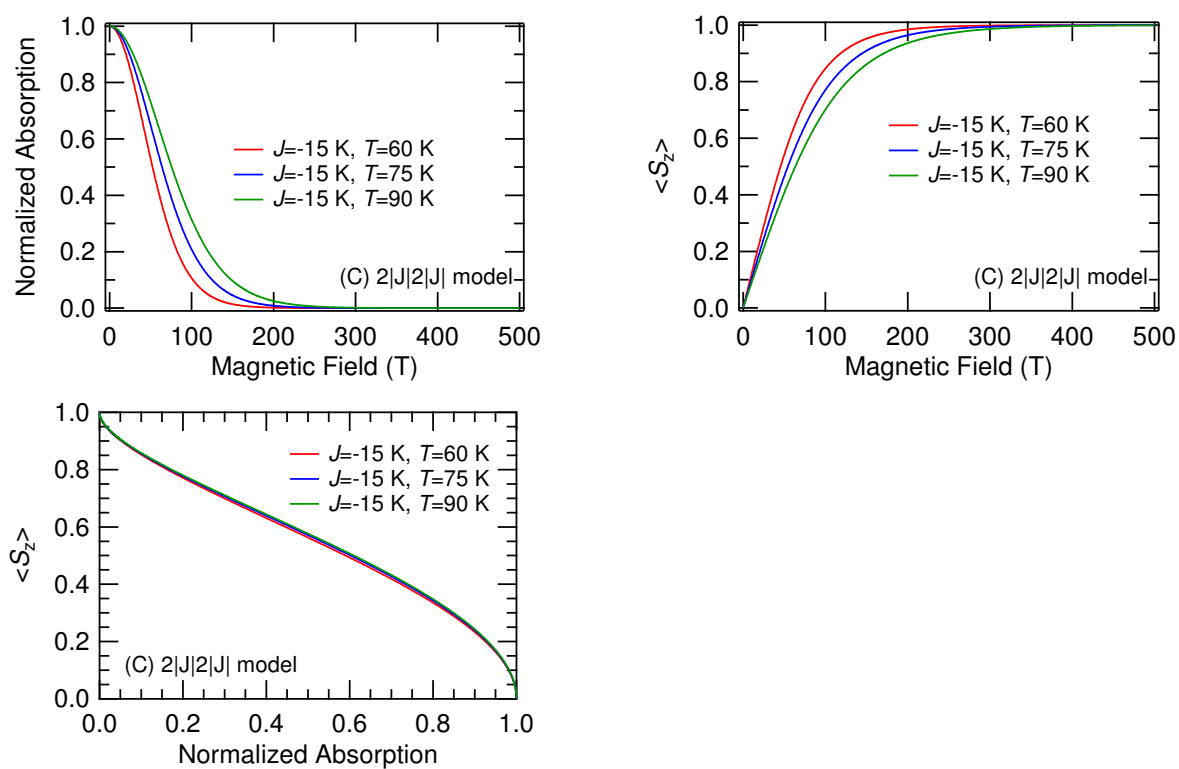 1.0
0.8
0.6
0.4
0.2
0.0
Normalized Absorption
J=-15 K, T=60 K
J=-15 K, T=75 K
J=-15 K, T=90 K
(C) 2|J|2|J| model
0 100 200 300 400 500
Magnetic Field (T)
1.0
0.8
0.6
0.4
0.2
0.0
<Sz>
J=-15 K, T=60 K
J=-15 K, T=75 K
J=-15 K, T=90 K
(C) 2|J|2|J| model
0 100 200 300 400 500
Magnetic Field (T)
1.0
0.8
0.6
0.4
0.2
0.0
<Sz>
J=-15 K, T=60 K
J=-15 K, T=75 K
J=-15 K, T=90 K
(C) 2|J|2|J| model
0.0 0.2 0.4 0.6 0.8 1.0
Normalized Absorption